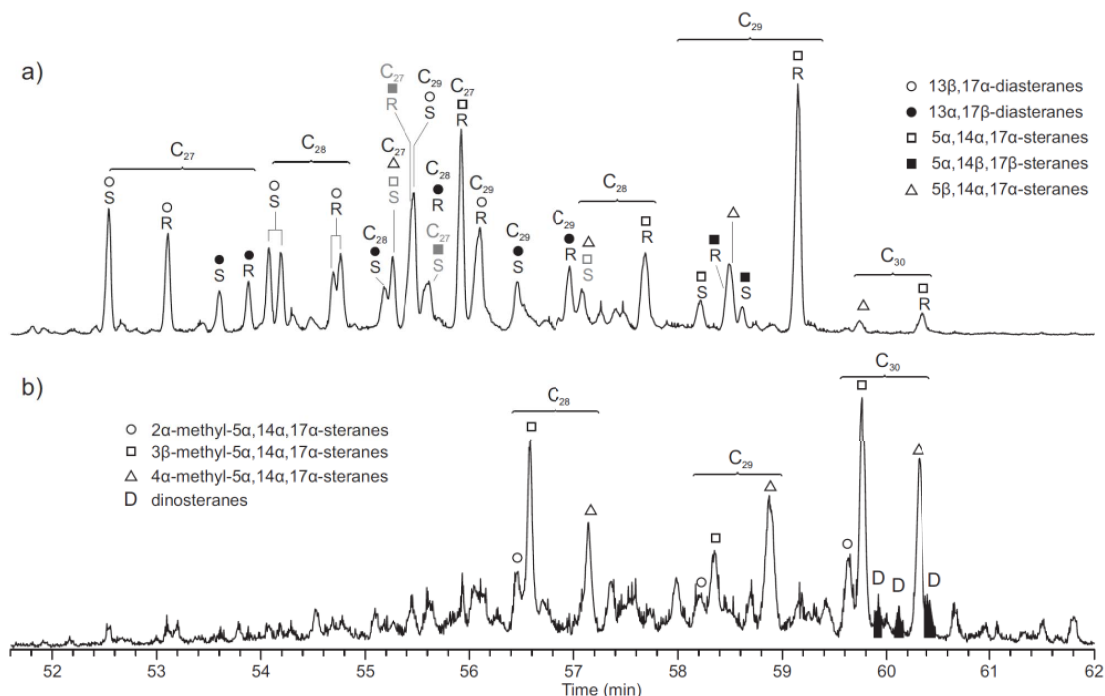 a)
C₂₉
C₂₇ R
C₂₉ S
C₂₇ R
13β,17α-diasteranes
13α,17β-diasteranes
5α,14α,17α-steranes
5α,14β,17β-steranes
5β,14α,17α-steranes
C₂₇
C₂₈
C₂₇ S
C₂₈ R
C₂₇ S
C₂₉ R
C₂₈
S
R
S
R
S
R
C₂₈ S
C₂₉ S
C₂₉ R
S
R
S
R
S
R
C₃₀
R
b)
2α-methyl-5α,14α,17α-steranes
3β-methyl-5α,14α,17α-steranes
4α-methyl-5α,14α,17α-steranes
D dinosteranes
C₂₈
C₂₉
C₃₀
D D D
52 53 54 55 56 57 58 59 60 61 62
Time (min)